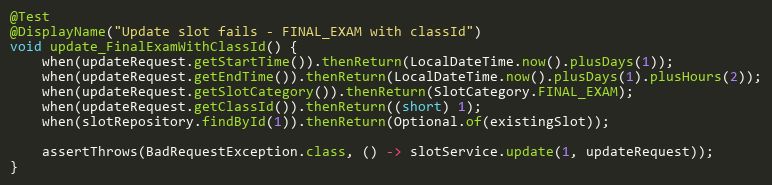 @Test
@DisplayName("Update slot fails - FINAL_EXAM with classId")
void update_FinalExamWithClassId() {
    when(updateRequest.getStartTime()).thenReturn(LocalDateTime.now().plusDays(1));
    when(updateRequest.getEndTime()).thenReturn(LocalDateTime.now().plusDays(1).plusHours(2));
    when(updateRequest.getSlotCategory()).thenReturn(SlotCategory.FINAL_EXAM);
    when(updateRequest.getClassId()).thenReturn((short) 1);
    when(slotRepository.findById(1)).thenReturn(Optional.of(existingSlot));

    assertThrows(BadRequestException.class, () -> slotService.update(1, updateRequest));
}